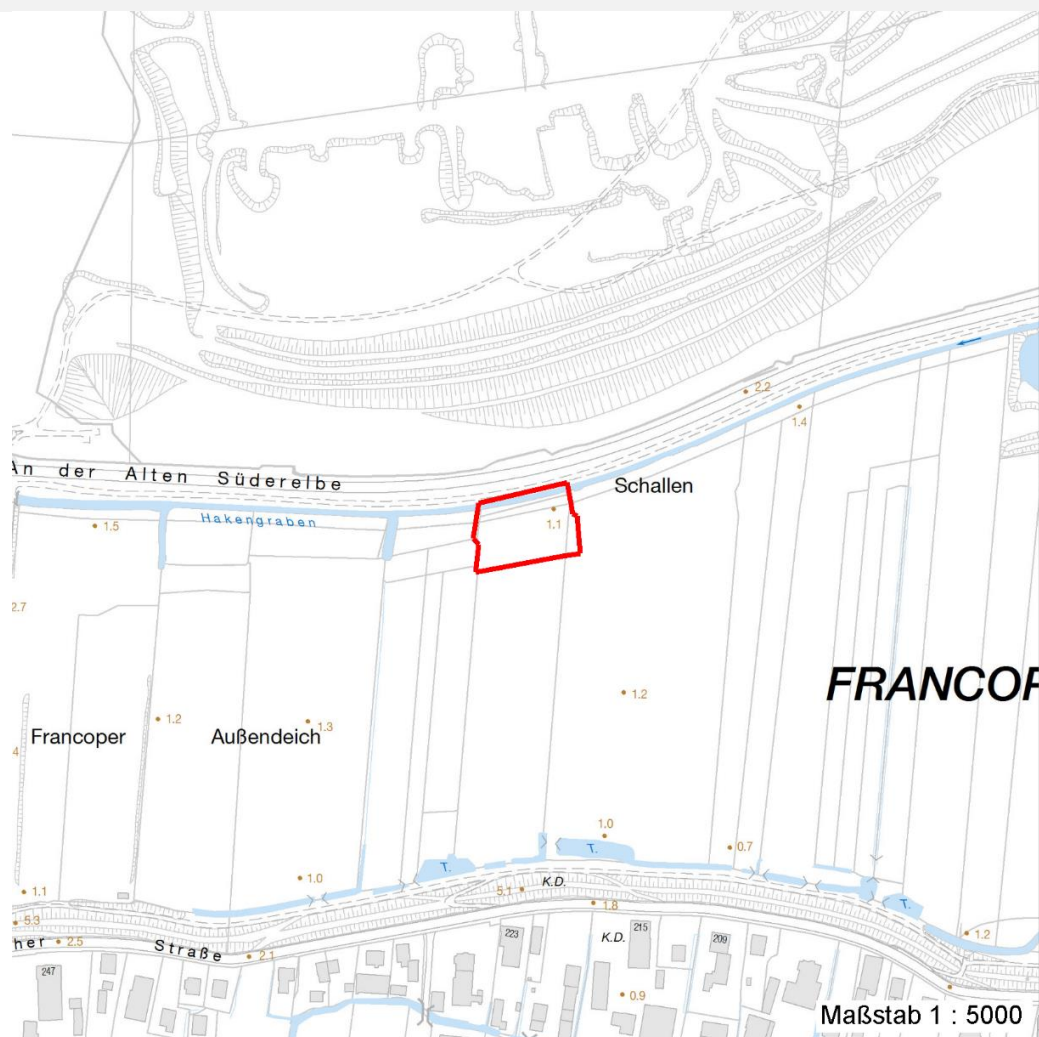 2.2
1.4
An der Alten Süderelbe
Schallen
Hakengraben
1.5
1.1
2.7
FRANCOP
1.2
1.2
1.3
Francoper
Außendeich
4
1.0
0.7
T.
T.
1.0
K.D.
5.1
1.1
T.
1.8
5.3
1.2
her Straße
2.5
2.1
223
K.D.
215
209
247
0.9
Maßstab 1 : 5000